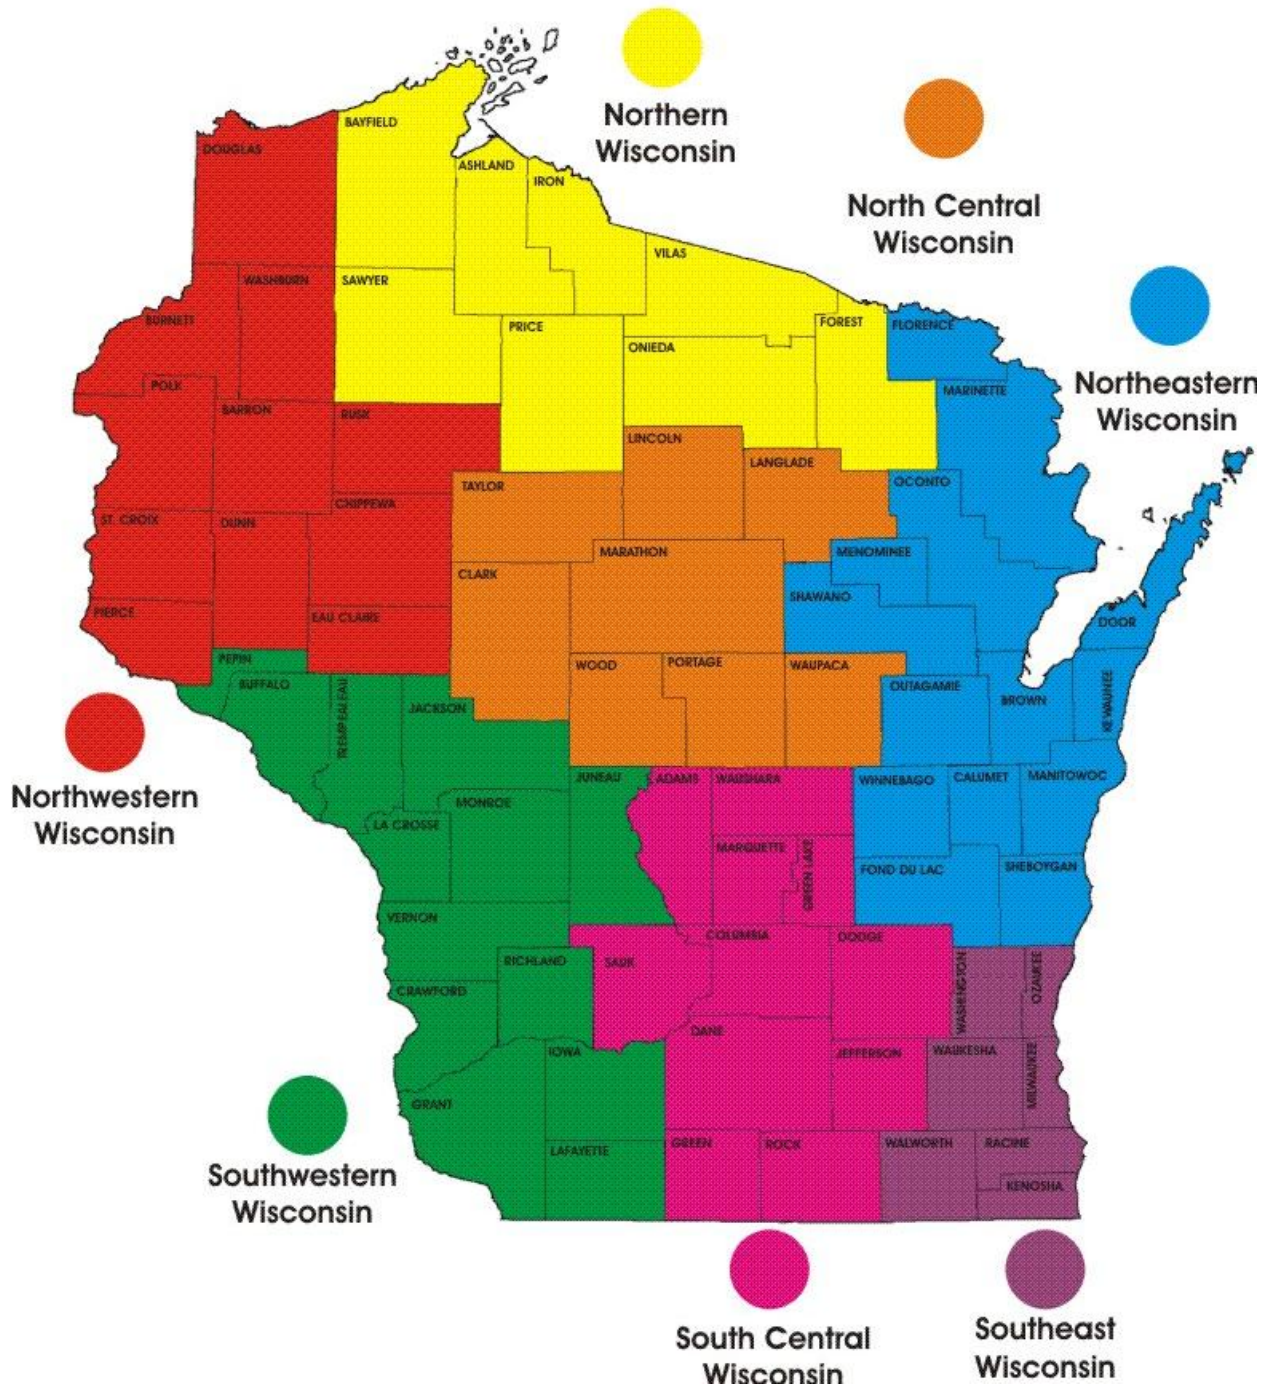 Northern
Wisconsin
North Central
Wisconsin
Northeastern
Wisconsin
Northwestern
Wisconsin
Southwestern
Wisconsin
South Central
Wisconsin
Southeast
Wisconsin
BAYFIELD
DOUGLAS
ASHLAND
IRON
VILAS
WASHBURN
SAWYER
BURNETT
PRICE
FOREST
FLORENCE
ONIEDA
POLK
MARINETTE
BARRON
RUSK
LINCOLN
LANGLADE
TAYLOR
OCONTO
CHIPPEWA
ST. CROIX
DUNN
MARATHON
MENOMINEE
CLARK
SHAWANO
PIERCE
EAU CLAIRE
DOOR
PEPIN
WOOD
PORTAGE
WAUPACA
BUFFALO
OUTAGAMIE
BROWN
KEWAUNEE
TREMPEALEAU
JACKSON
JUNEAU
ADAMS
WAUSHARA
WINNEBAGO
CALUMET
MANITOWOC
MONROE
LA CROSSE
MARQUETTE
GREEN LAKE
FOND DU LAC
SHEBOYGAN
VERNON
COLUMBIA
DODGE
RICHLAND
SAUK
WASHINGTON
OZAUKEE
CRAWFORD
DANE
IOWA
JEFFERSON
WAUKESHA
MILWAUKEE
GRANT
LAFAYETTE
GREEN
ROCK
WALWORTH
RACINE
KENOSHA